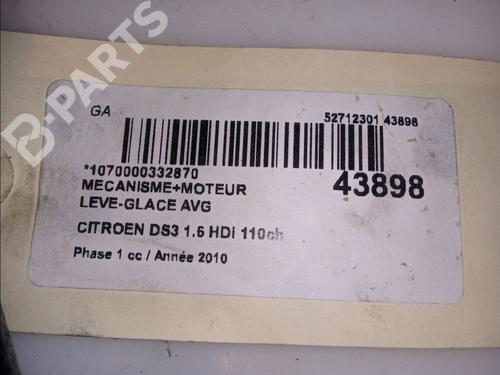 B-PARTS
GA
52712301 43898
*1070000332870
MECANISME+MOTEUR
43898
LEVE-GLACE AVG
CITROEN DS3 1.6 HDi 110ch
Phase 1 cc / Année 2010